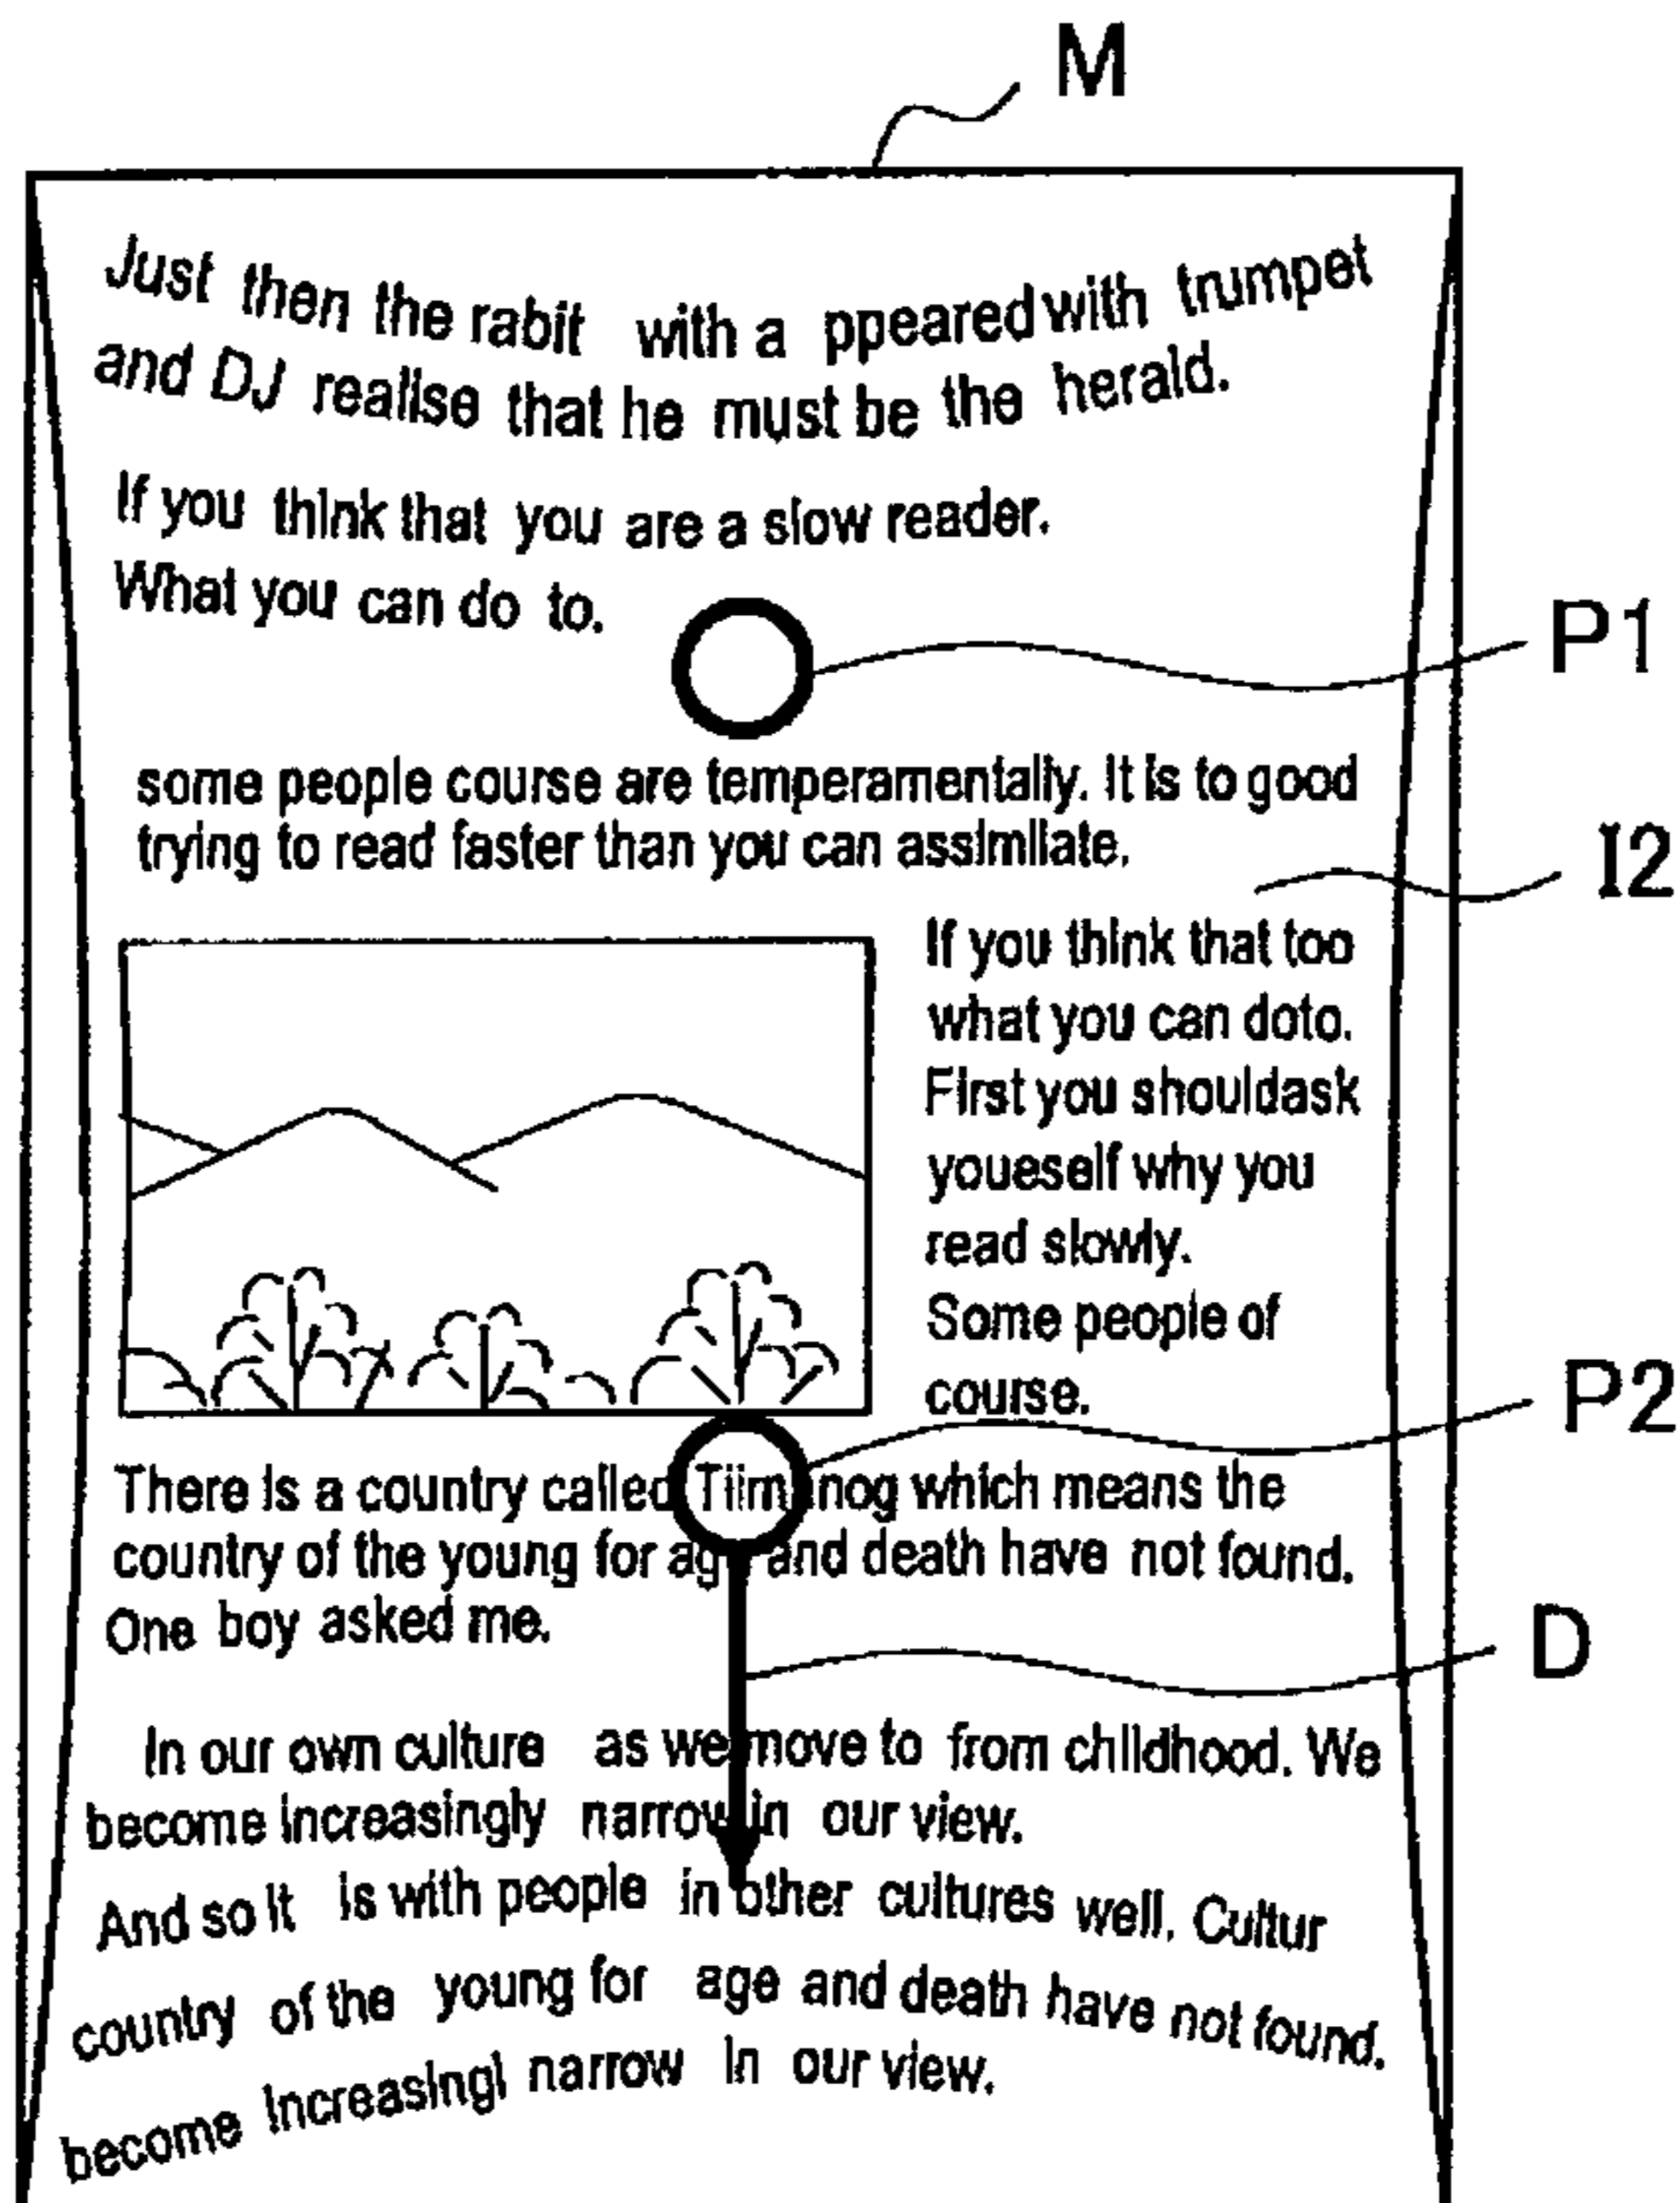 M
Just then the rabit with a ppeared with trumpet
and DJ realise that he must be the herald.
If you think that you are a slow reader.
What you can do to.
P1
some people course are temperamentally. It is to good
trying to read faster than you can assimilate.
I2
If you think that too
what you can doto.
First you shouldask
youeself why you
read slowly.
Some people of
course.
P2
There is a country called Tiim nog which means the
country of the young for age and death have not found.
One boy asked me.
D
In our own culture as we move to from childhood. We
become increasingly narrow in our view.
And so it is with people in other cultures well. Cultur
country of the young for age and death have not found.
become increasingl narrow in our view.